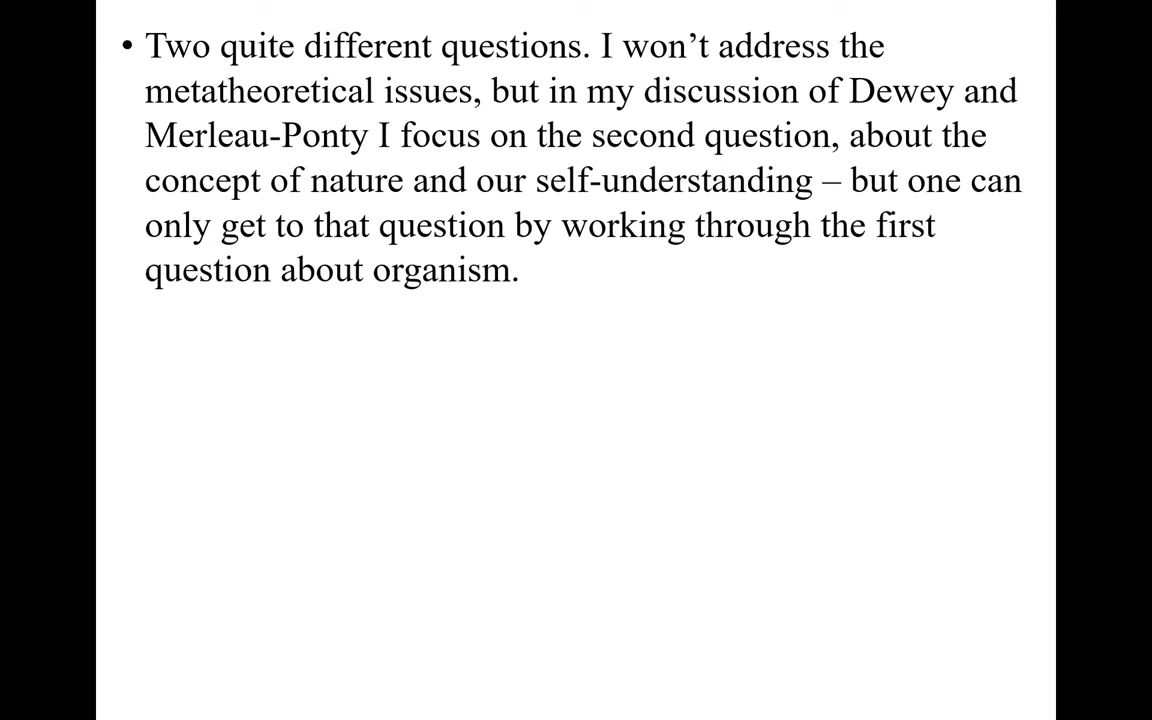 • Two quite different questions. I won’t address the
metatheoretical issues, but in my discussion of Dewey and
Merleau-Ponty I focus on the second question, about the
concept of nature and our self-understanding – but one can
only get to that question by working through the first
question about organism.